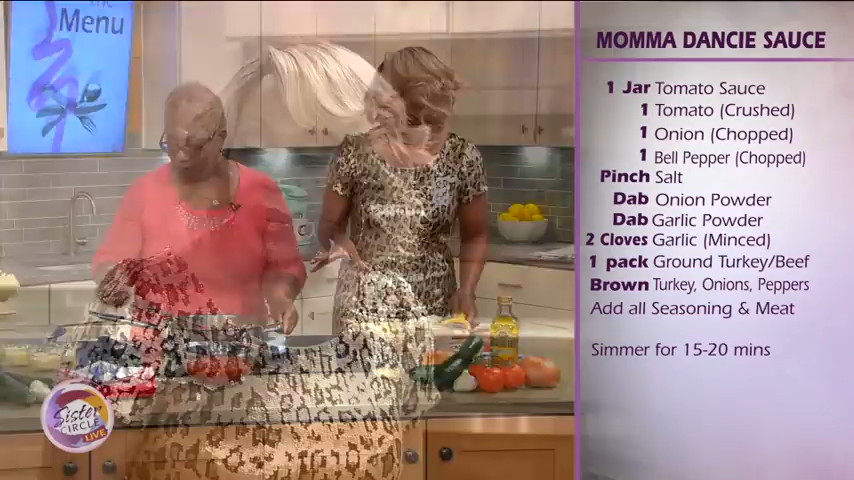 The
Menu
MOMMA DANCIE SAUCE
1 Jar Tomato Sauce
1 Tomato (Crushed)
1 Onion (Chopped)
1 Bell Pepper (Chopped)
Pinch Salt
Dab Onion Powder
Dab Garlic Powder
2 Cloves Garlic (Minced)
1 pack Ground Turkey/Beef
Brown Turkey, Onions, Peppers
Add all Seasoning & Meat
Simmer for 15-20 mins
Sister
CIRCLE
LIVE